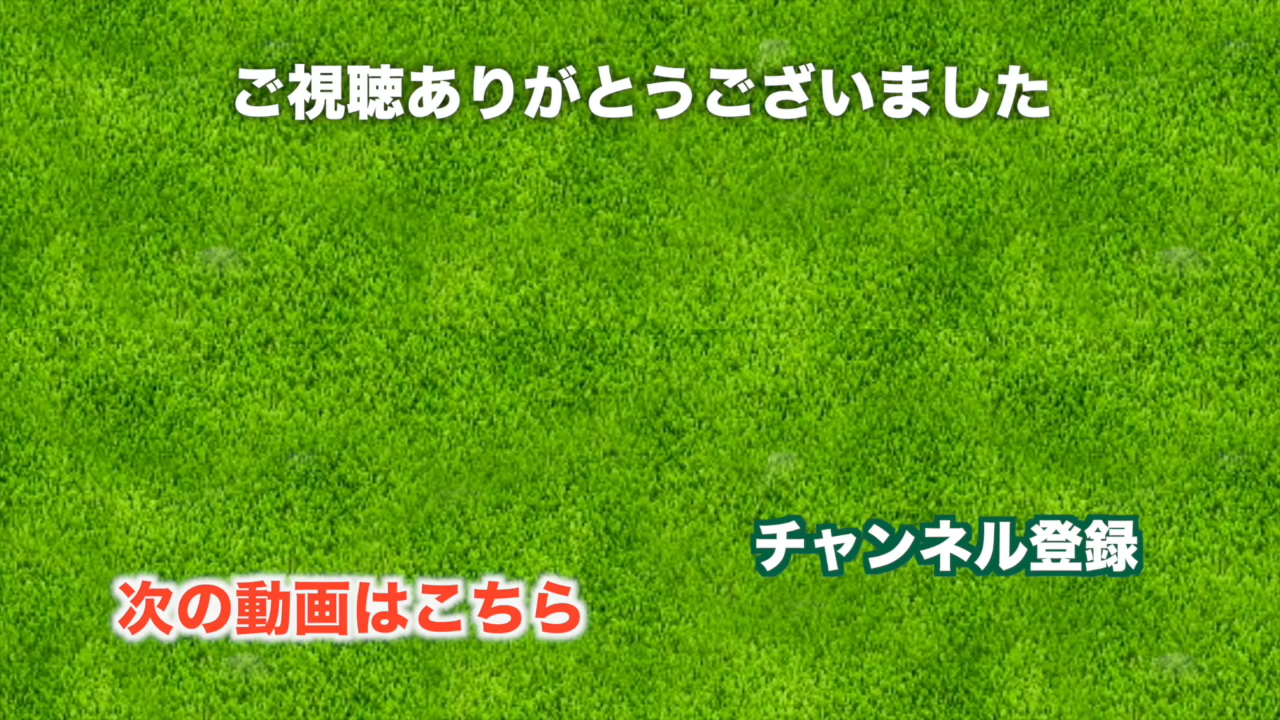 ご視聴ありがとうございました
チャンネル登録
次の動画はこちら